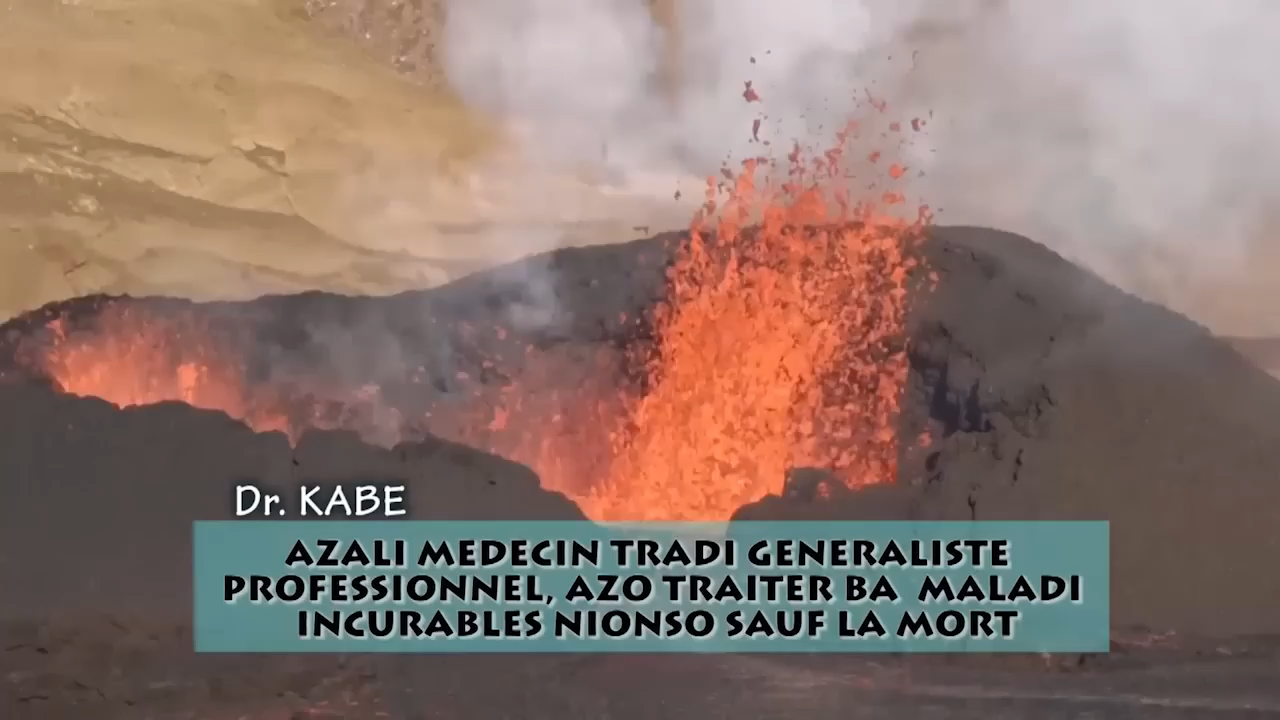 Dr. KABE
AZALI MEDECIN TRADI GENERALISTE
PROFESSIONNEL, AZO TRAITER BA MALADI
INCURABLES NIONSO SAUF LA MORT